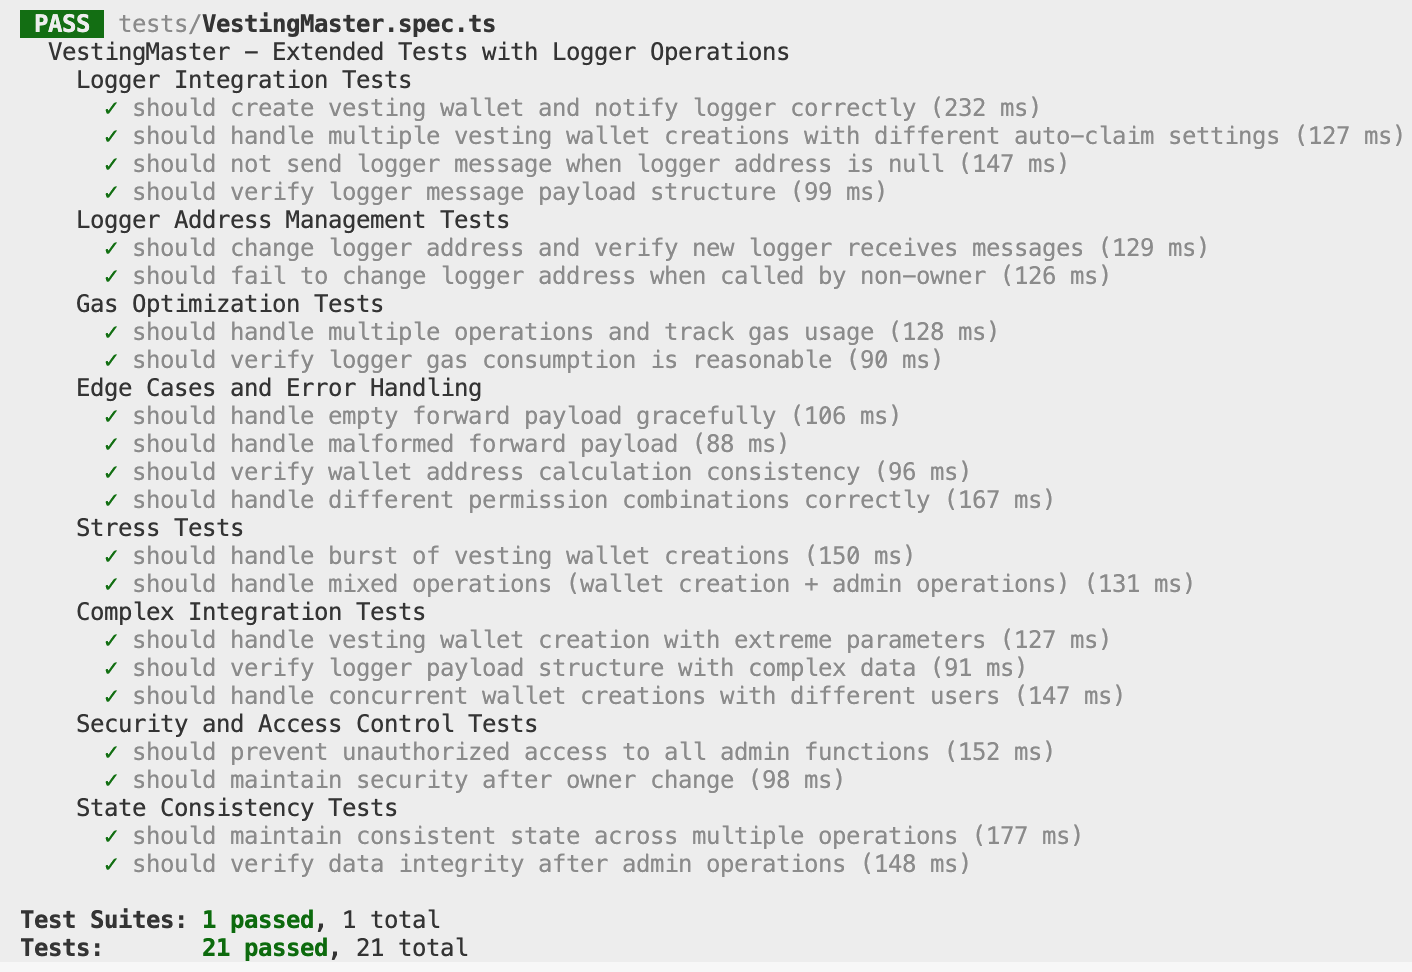 PASS tests/VestingMaster.spec.ts
VestingMaster – Extended Tests with Logger Operations
Logger Integration Tests
✓ should create vesting wallet and notify logger correctly (232 ms)
✓ should handle multiple vesting wallet creations with different auto-claim settings (127 ms)
✓ should not send logger message when logger address is null (147 ms)
✓ should verify logger message payload structure (99 ms)
Logger Address Management Tests
✓ should change logger address and verify new logger receives messages (129 ms)
✓ should fail to change logger address when called by non-owner (126 ms)
Gas Optimization Tests
✓ should handle multiple operations and track gas usage (128 ms)
✓ should verify logger gas consumption is reasonable (90 ms)
Edge Cases and Error Handling
✓ should handle empty forward payload gracefully (106 ms)
✓ should handle malformed forward payload (88 ms)
✓ should verify wallet address calculation consistency (96 ms)
✓ should handle different permission combinations correctly (167 ms)
Stress Tests
✓ should handle burst of vesting wallet creations (150 ms)
✓ should handle mixed operations (wallet creation + admin operations) (131 ms)
Complex Integration Tests
✓ should handle vesting wallet creation with extreme parameters (127 ms)
✓ should verify logger payload structure with complex data (91 ms)
✓ should handle concurrent wallet creations with different users (147 ms)
Security and Access Control Tests
✓ should prevent unauthorized access to all admin functions (152 ms)
✓ should maintain security after owner change (98 ms)
State Consistency Tests
✓ should maintain consistent state across multiple operations (177 ms)
✓ should verify data integrity after admin operations (148 ms)
Test Suites: 1 passed, 1 total
Tests: 21 passed, 21 total